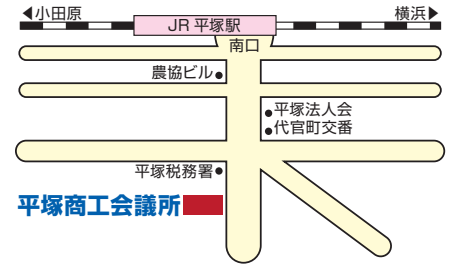 ◀小田原
横浜▶
JR 平塚駅
南口
農協ビル
平塚法人会
代官町交番
平塚税務署
平塚商工会議所